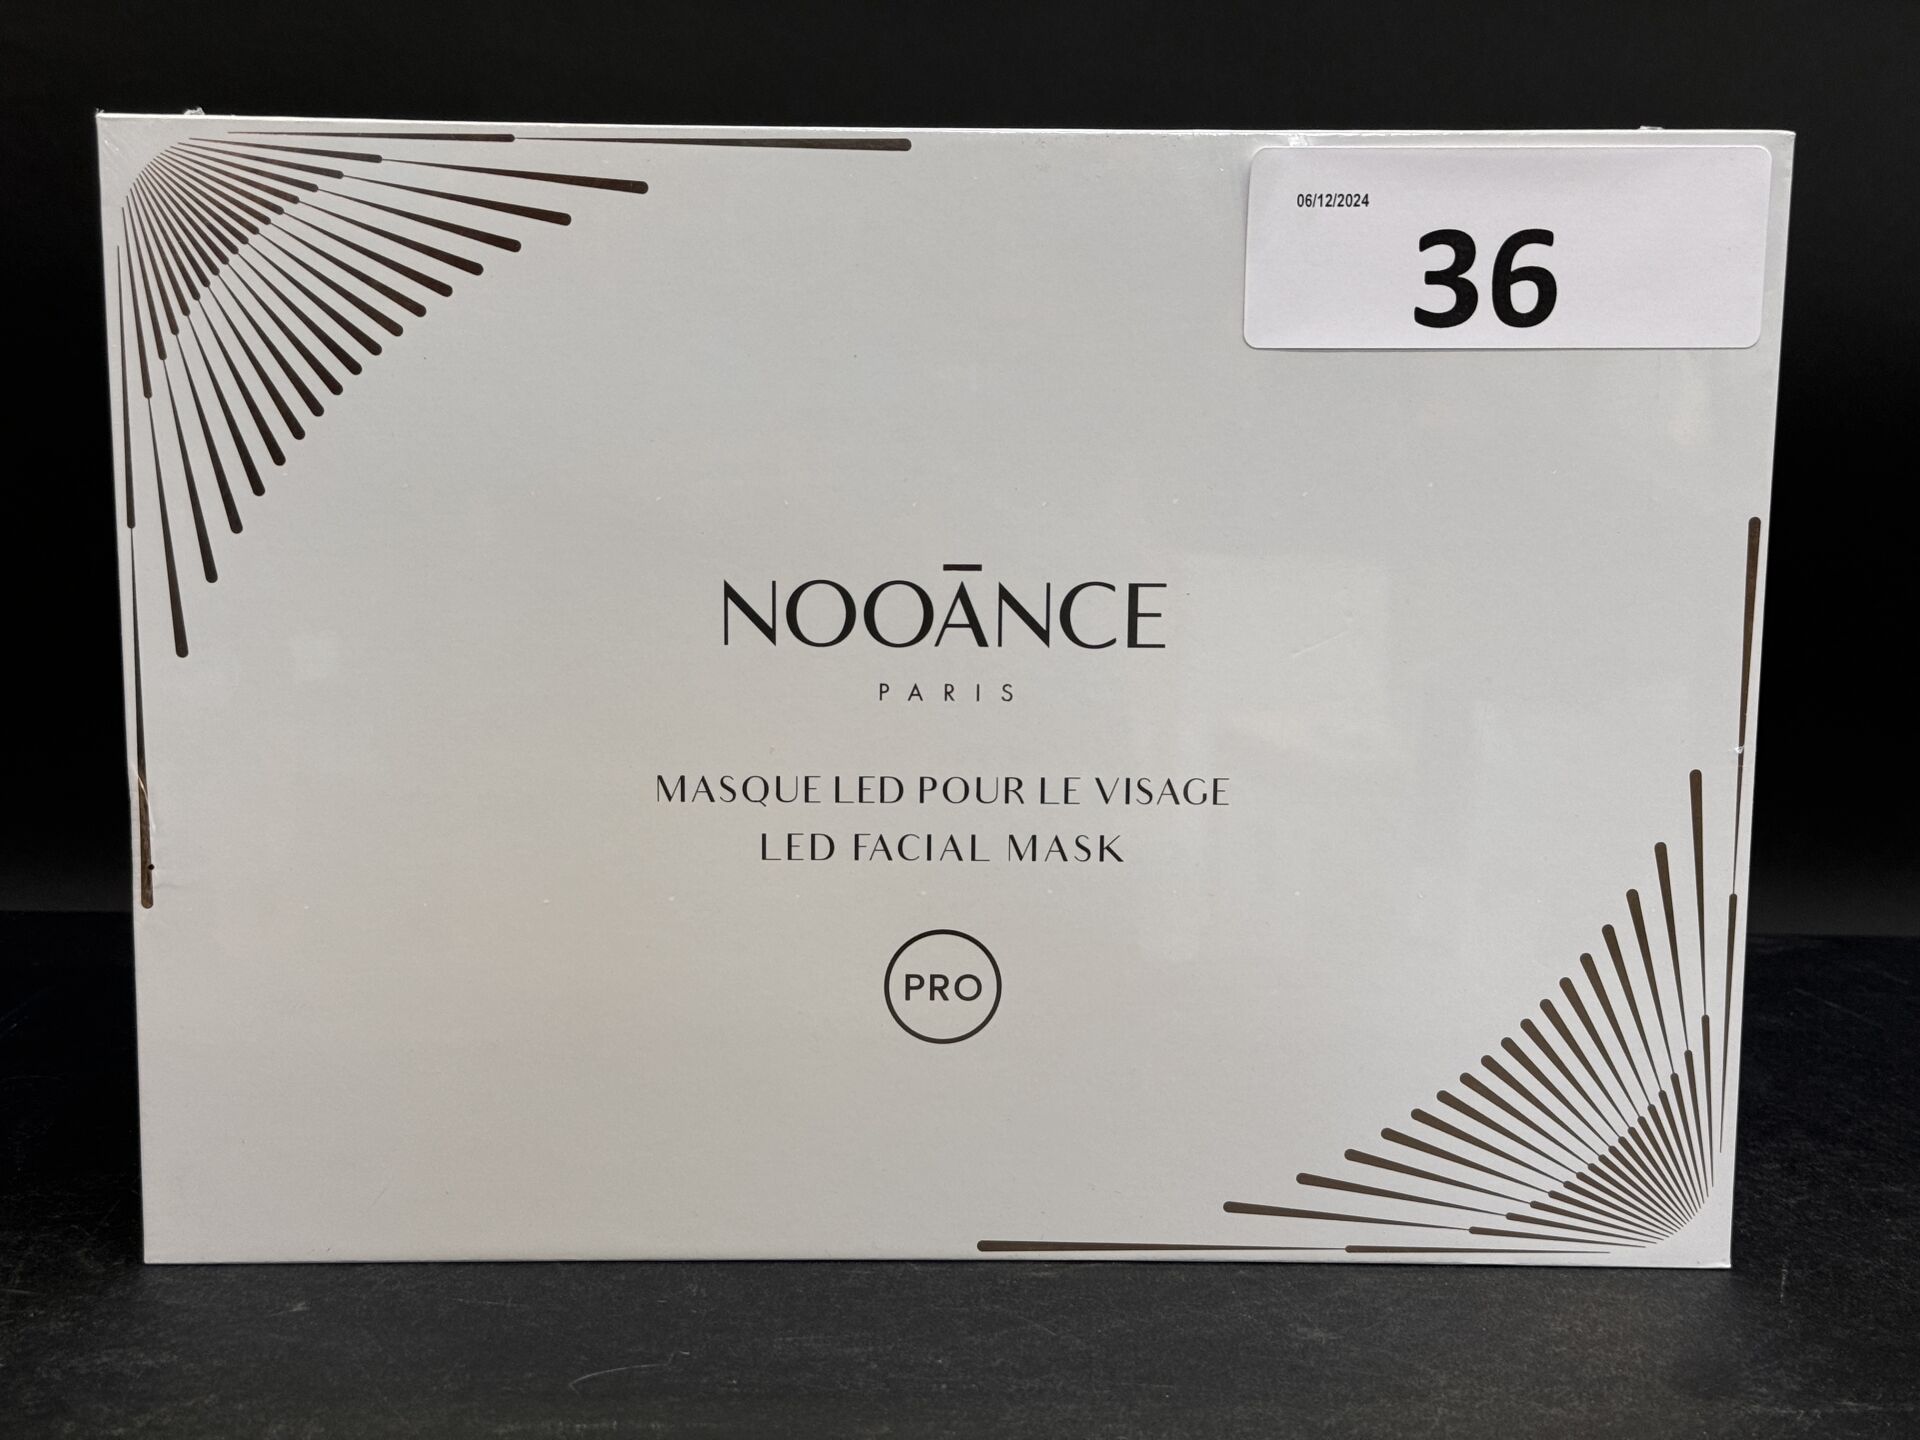 06/12/2024
36
NOOĀNCE
PARIS
MASQUE LED POUR LE VISAGE
LED FACIAL MASK
PRO